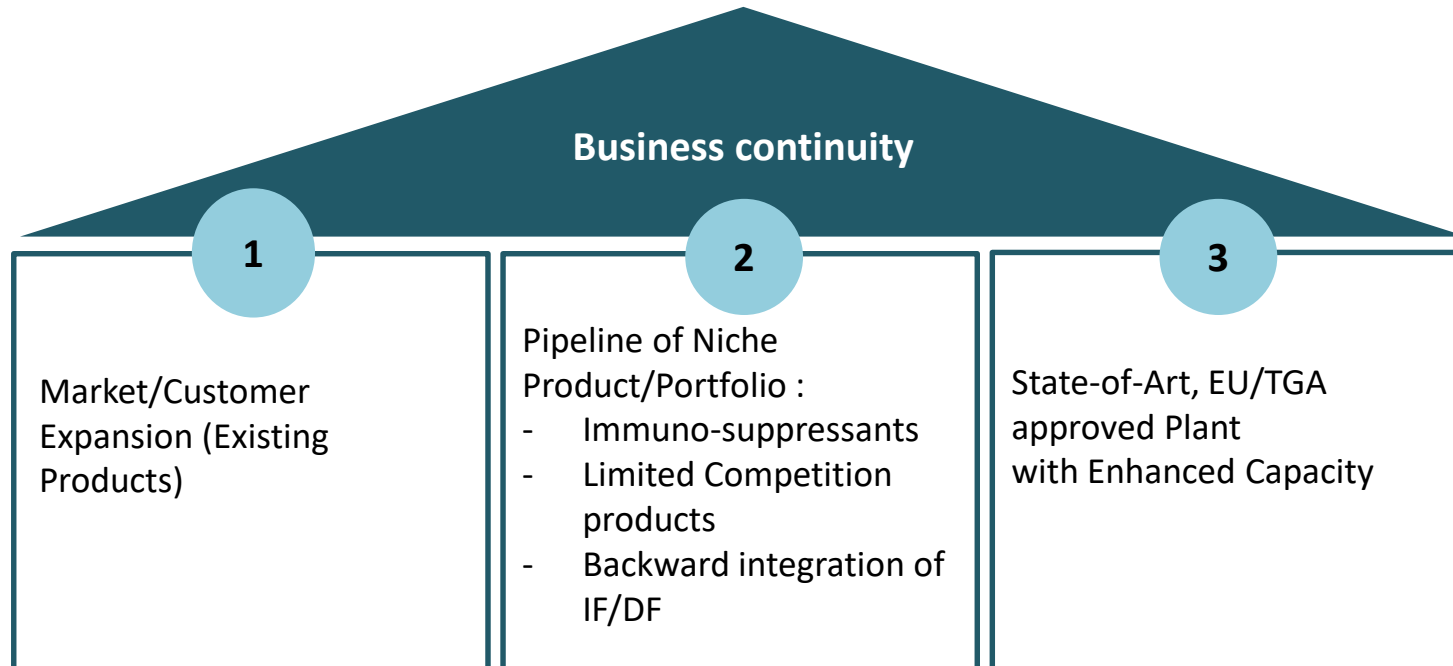 Business continuity
1
Market/Customer
Expansion (Existing
Products)
2
Pipeline of Niche
Product/Portfolio :
- Immuno-suppressants
- Limited Competition
products
- Backward integration of
IF/DF
3
State-of-Art, EU/TGA
approved Plant
with Enhanced Capacity